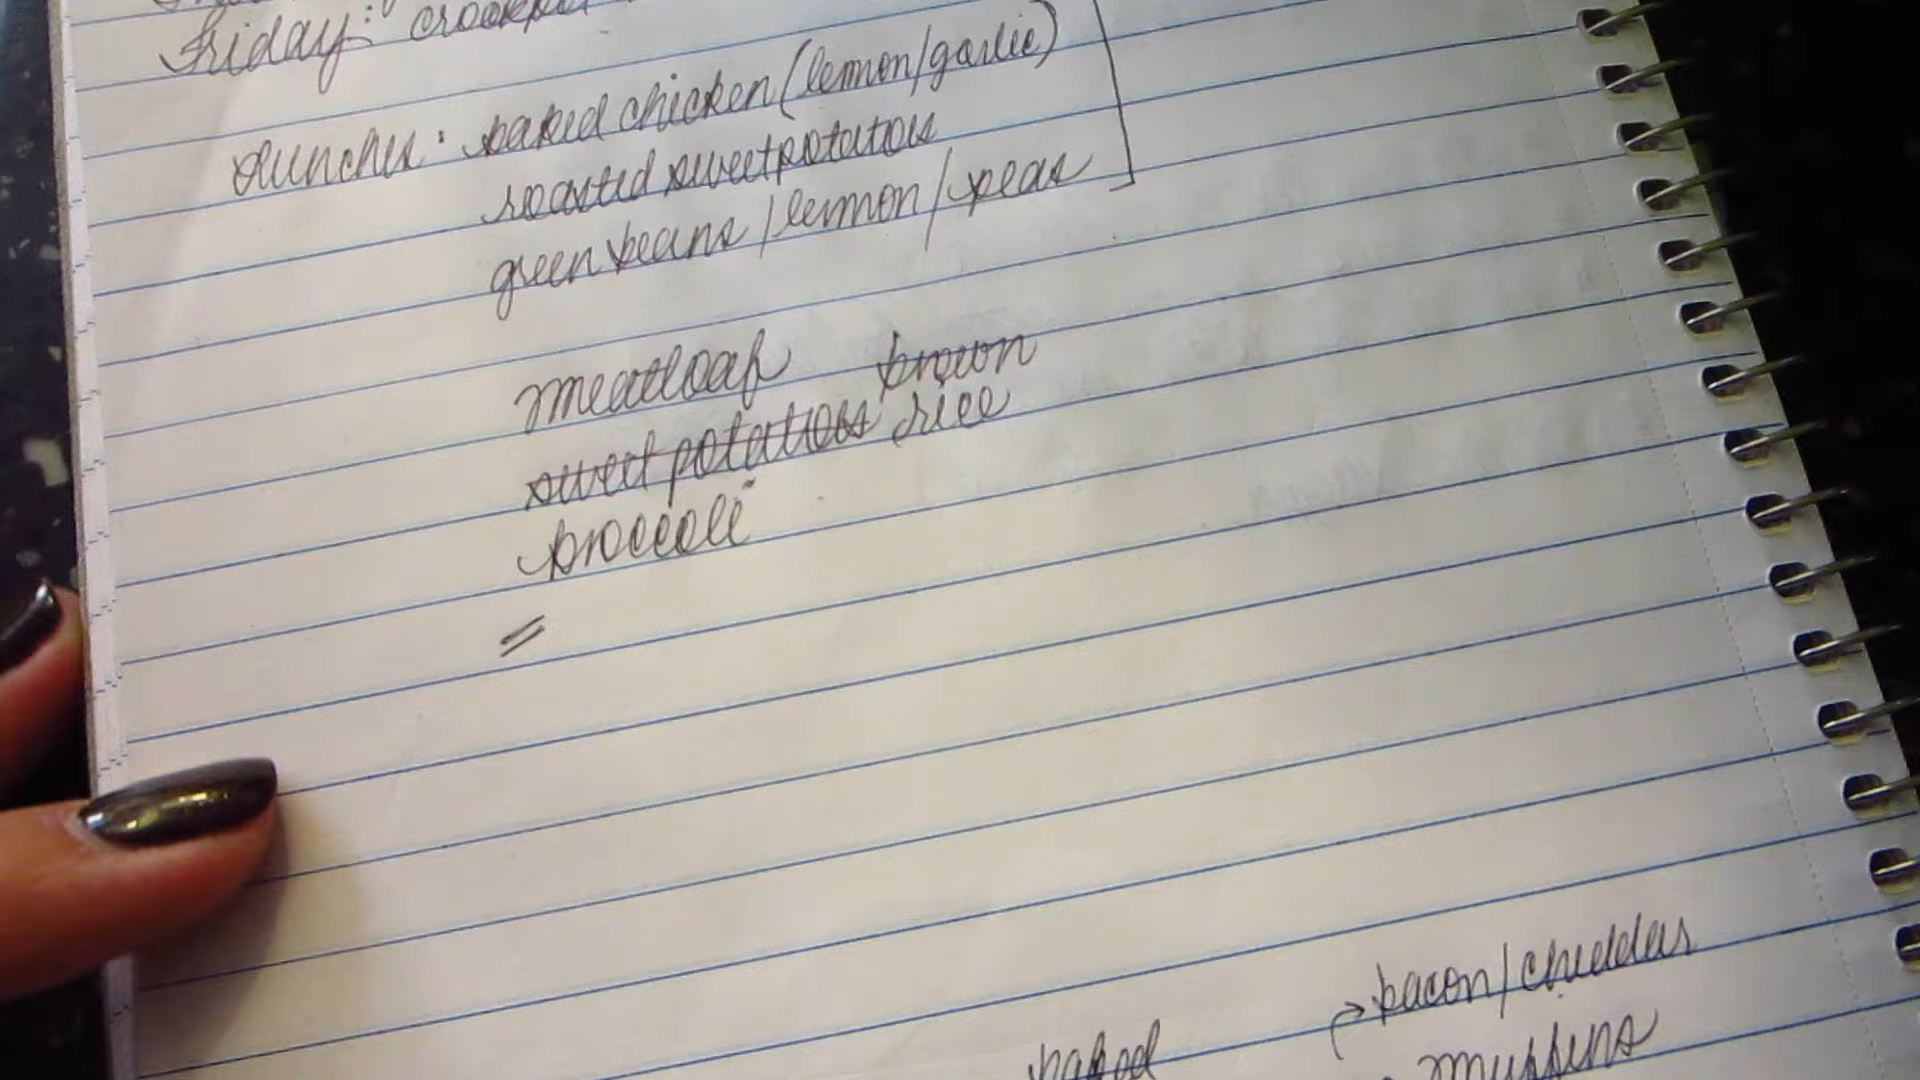 Friday: crockpot
Lunches: baked chicken (lemon/garlic)
roasted sweet potatoes
green beans/lemon/peas
meatloaf brown
sweet potatoes rice
broccoli
=
→ bacon/cheddar
baked muffins